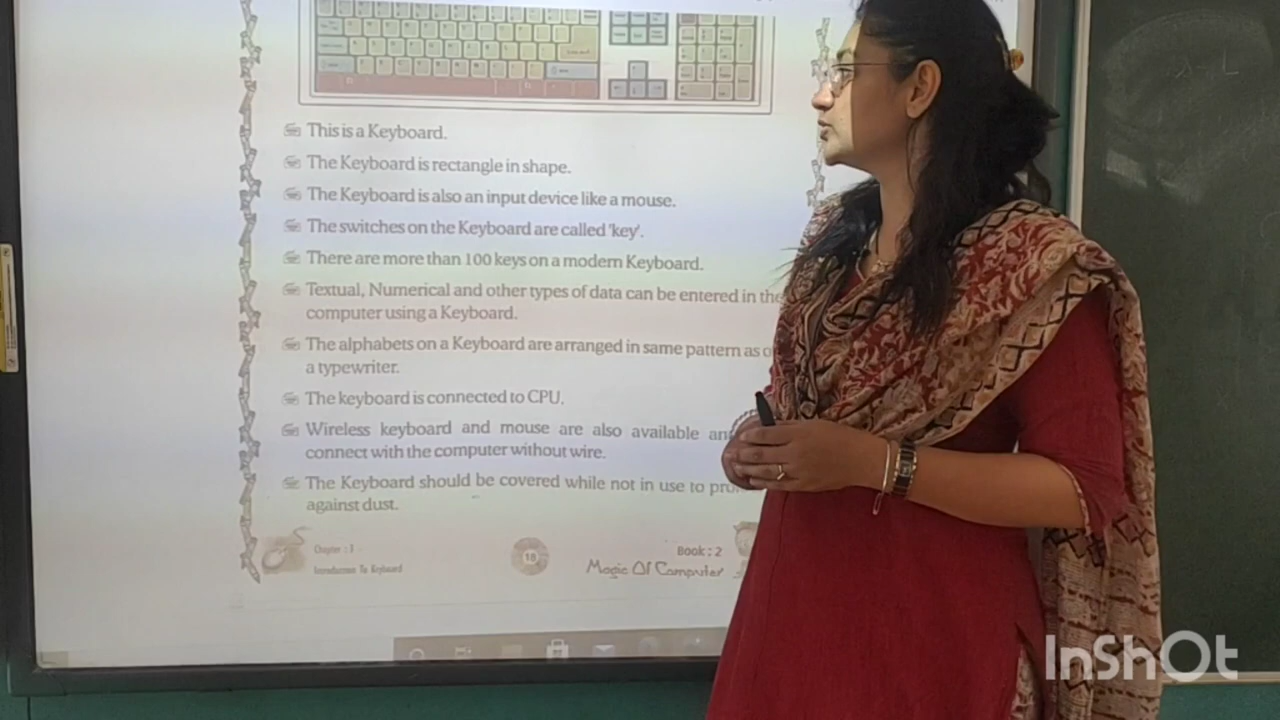 This is a Keyboard.
The Keyboard is rectangle in shape.
The Keyboard is also an input device like a mouse.
The switches on the Keyboard are called 'key'.
There are more than 100 keys on a modern Keyboard.
Textual, Numerical and other types of data can be entered in the
computer using a Keyboard.
The alphabets on a Keyboard are arranged in same pattern as
a typewriter.
The keyboard is connected to CPU.
Wireless keyboard and mouse are also available
connect with the computer without wire.
The Keyboard should be covered while not in use to
against dust.
Chapter : 3
Introduction To Keyboard
18
Book : 2
Magic Of Computer
InShOt